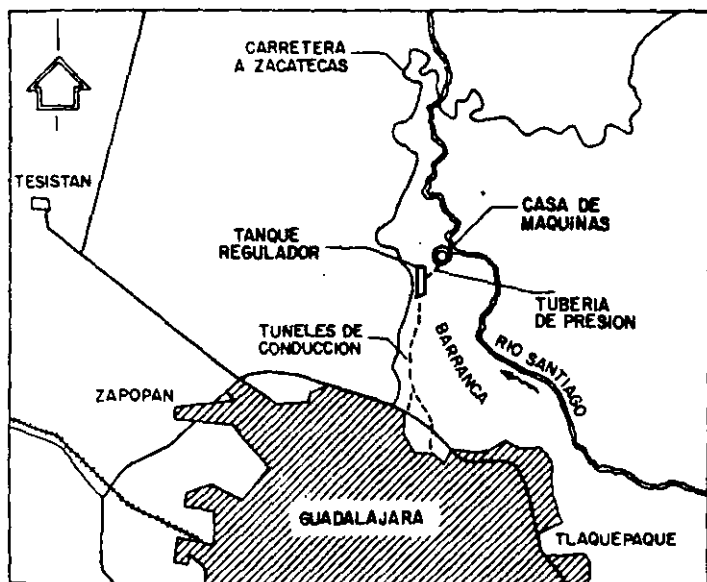 CARRETERA
A ZACATECAS
TESISTAN
CASA DE
MAQUINAS
TANQUE
REGULADOR
TUBERIA
DE PRESION
TUNELES DE
CONDUCCION
BARRANCA
RIO SANTIAGO
ZAPOPAN
GUADALAJARA
TLAQUEPAQUE